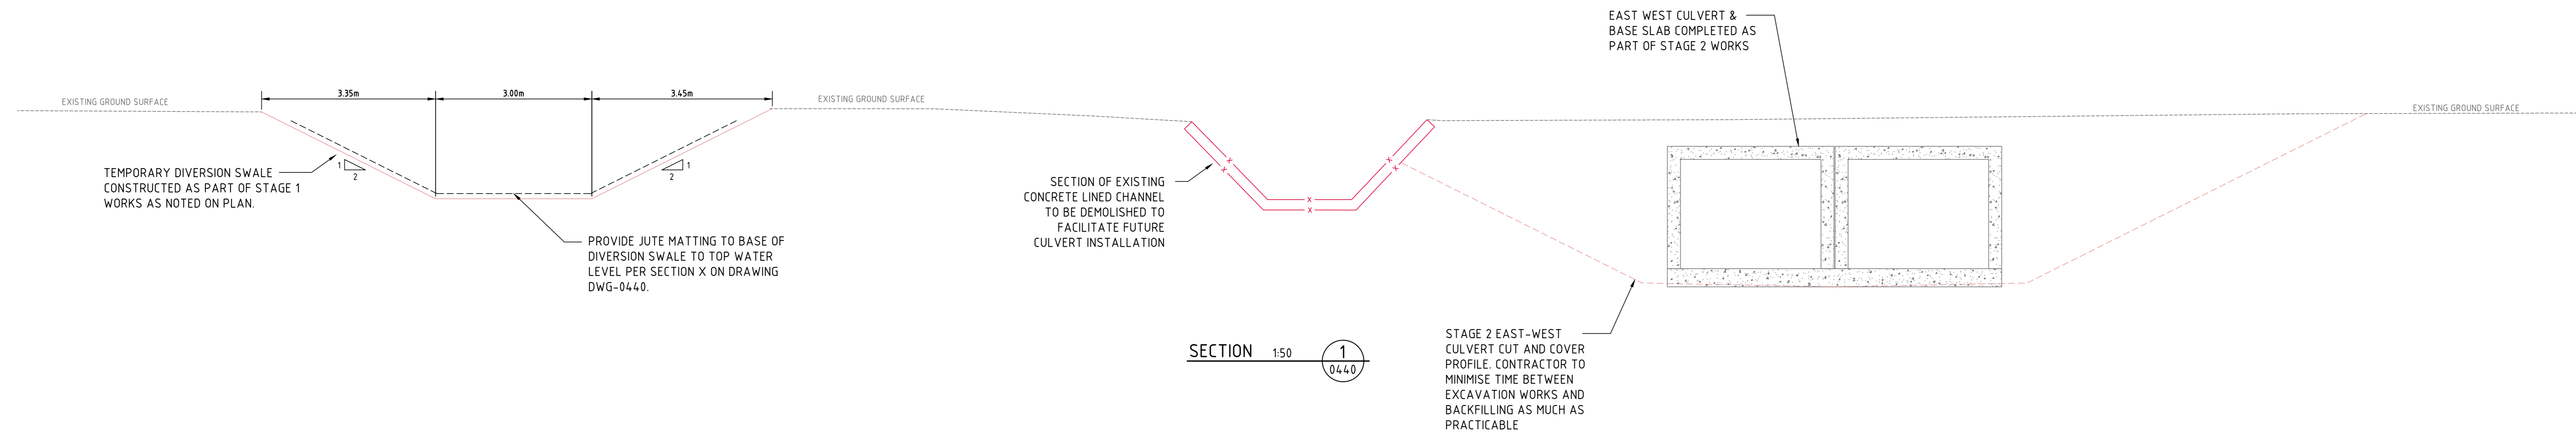 EAST WEST CULVERT &
BASE SLAB COMPLETED AS
PART OF STAGE 2 WORKS
EXISTING GROUND SURFACE
3.35m
3.00m
3.45m
EXISTING GROUND SURFACE
EXISTING GROUND SURFACE
TEMPORARY DIVERSION SWALE
CONSTRUCTED AS PART OF STAGE 1
WORKS AS NOTED ON PLAN.
1
2
1
2
PROVIDE JUTE MATTING TO BASE OF
DIVERSION SWALE TO TOP WATER
LEVEL PER SECTION X ON DRAWING
DWG-0440.
SECTION OF EXISTING
CONCRETE LINED CHANNEL
TO BE DEMOLISHED TO
FACILITATE FUTURE
CULVERT INSTALLATION
X
X
X
X
X
X
STAGE 2 EAST-WEST
CULVERT CUT AND COVER
PROFILE. CONTRACTOR TO
MINIMISE TIME BETWEEN
EXCAVATION WORKS AND
BACKFILLING AS MUCH AS
PRACTICABLE
SECTION 1:50
1
0440